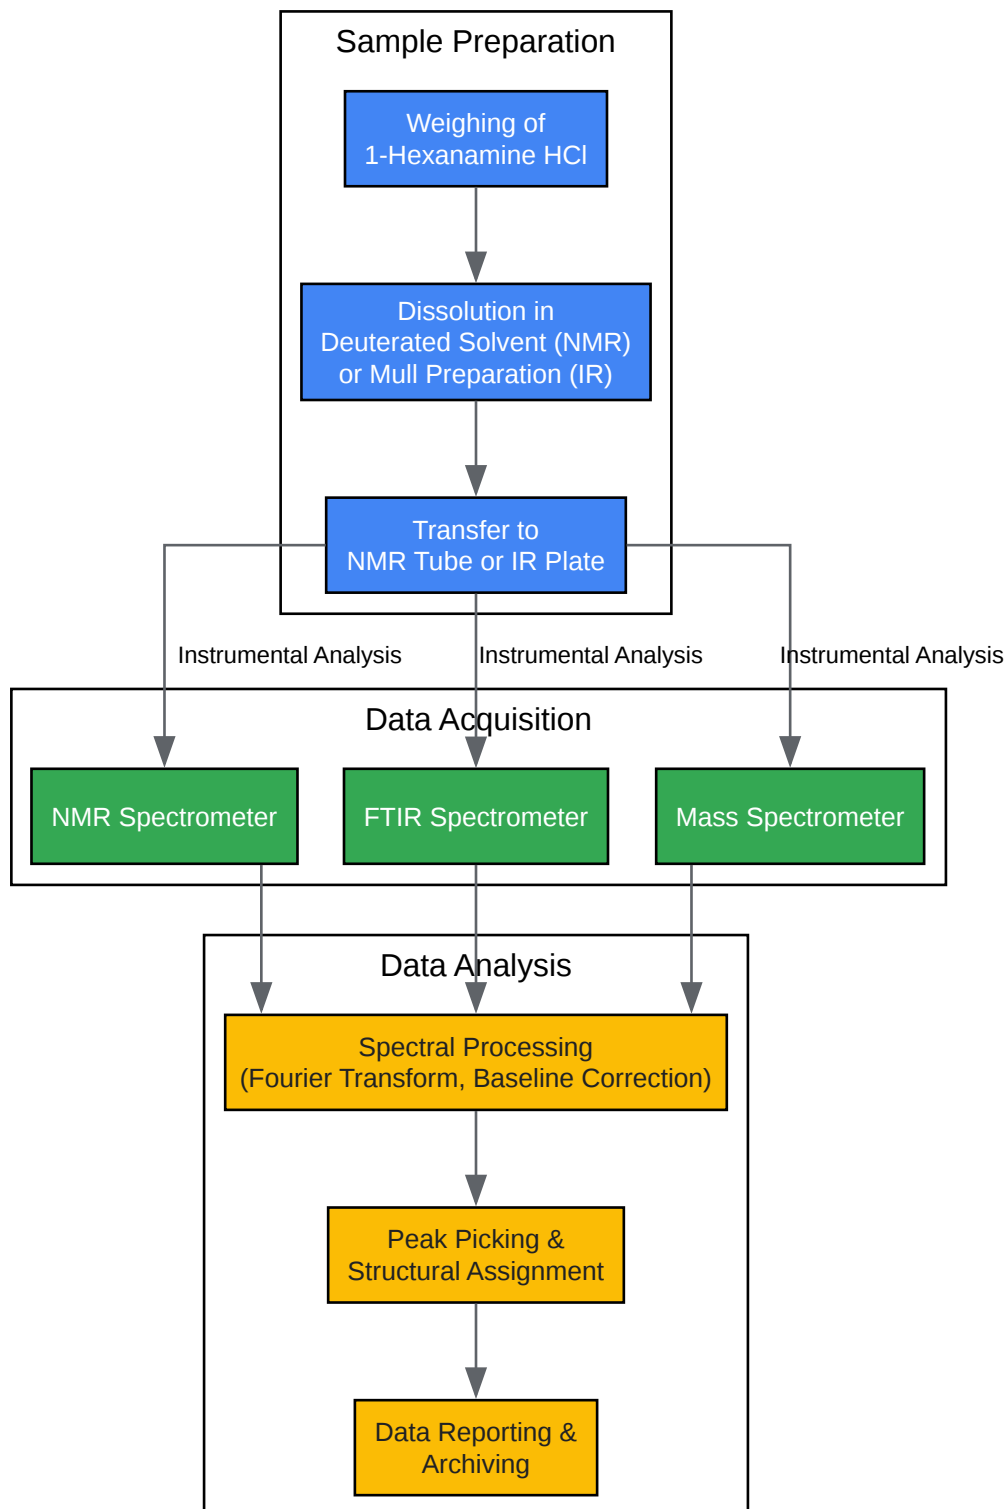 Sample Preparation
Weighing of
1-Hexanamine HCl
Dissolution in
Deuterated Solvent (NMR)
or Mull Preparation (IR)
Transfer to
NMR Tube or IR Plate
Instrumental Analysis
Instrumental Analysis
Instrumental Analysis
Data Acquisition
NMR Spectrometer
FTIR Spectrometer
Mass Spectrometer
Data Analysis
Spectral Processing
(Fourier Transform, Baseline Correction)
Peak Picking &
Structural Assignment
Data Reporting &
Archiving